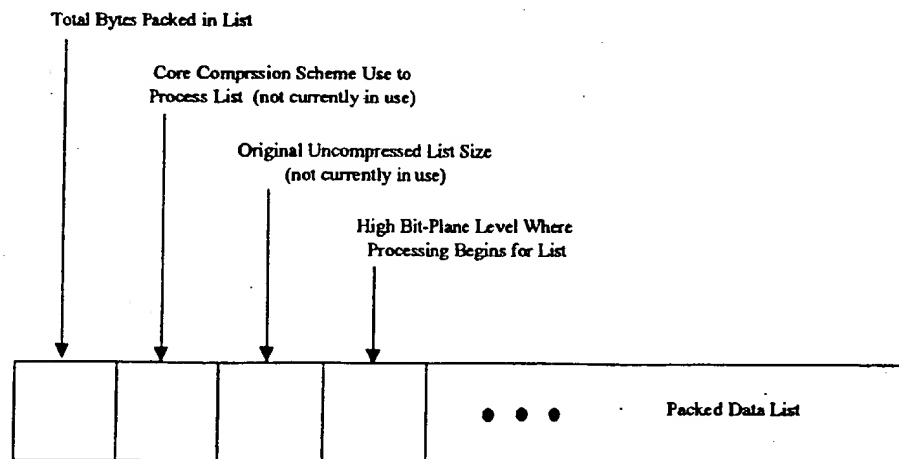 Total Bytes Packed in List
Core Comprssion Scheme Use to
Process List (not currently in use)
Original Uncompressed List Size
(not currently in use)
High Bit-Plane Level Where
Processing Begins for List
Packed Data List